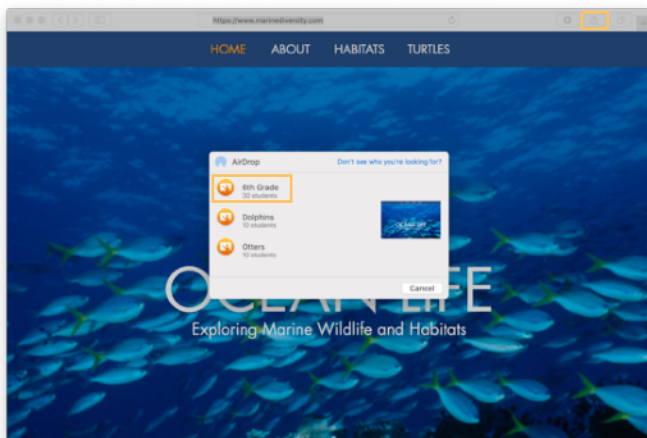 https://www.marinediversity.com
HOME ABOUT HABITATS TURTLES
AirDrop Don't see who you're looking for?
6th Grade
30 students
Dolphins
10 students
Otters
10 students
Cancel
OCEAN LIFE
Exploring Marine Wildlife and Habitats